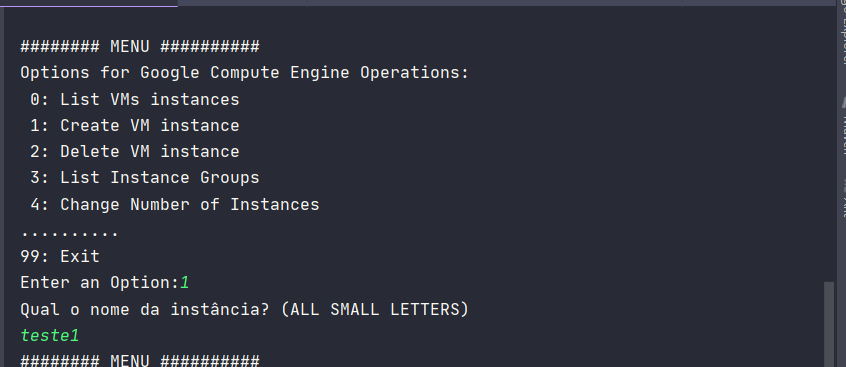 ######## MENU ##########
Options for Google Compute Engine Operations:
 0: List VMs instances
 1: Create VM instance
 2: Delete VM instance
 3: List Instance Groups
 4: Change Number of Instances
..........
99: Exit
Enter an Option:1
Qual o nome da instância? (ALL SMALL LETTERS)
teste1
######## MENU ##########